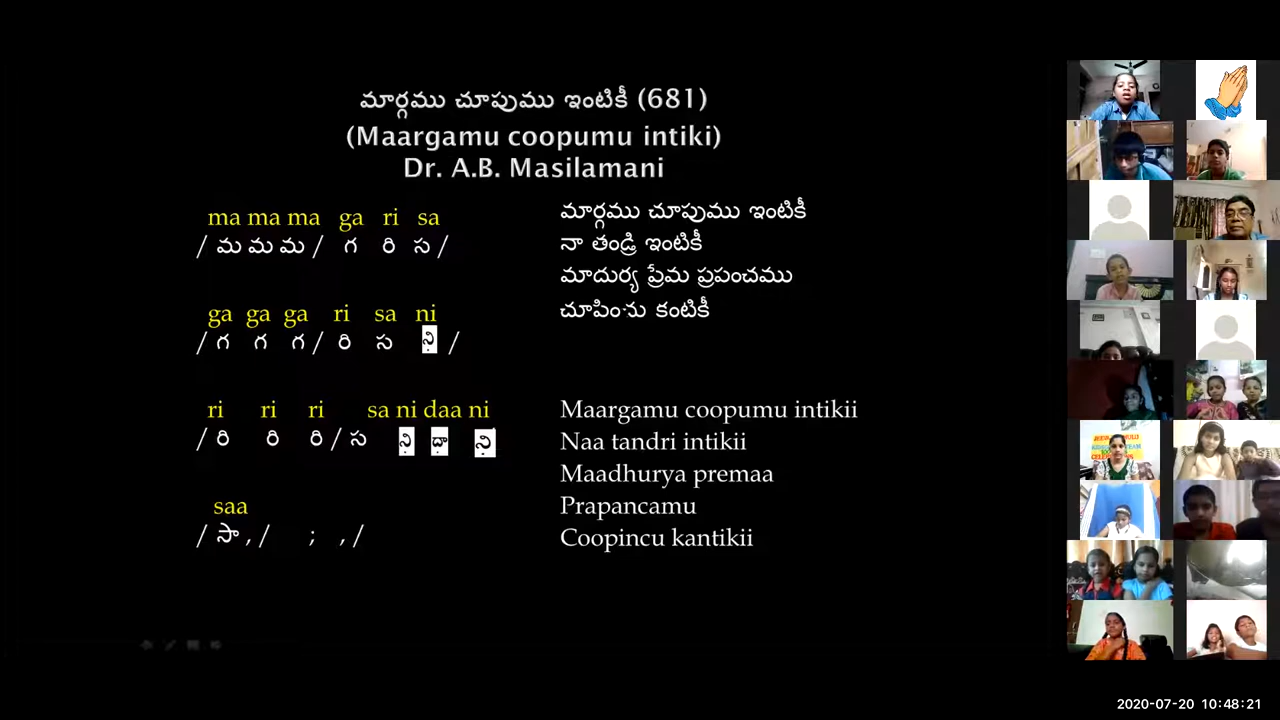 మార్గము చూపుము ఇంటికీ (681)
(Maargamu coopumu intiki)
Dr. A.B. Masilamani
ma ma ma ga ri sa
/ మ మ మ / గ రి స /
ga ga ga ri sa ni
/ గ గ గ / రి స ని /
ri ri ri sa ni daa ni
/ రి రి రి / స ని దా ని
saa
/ సా , / ; , /
మార్గము చూపుము ఇంటికీ
నా తండ్రి ఇంటికీ
మాదుర్య ప్రేమ ప్రపంచము
చూపించు కంటికీ
Maargamu coopumu intikii
Naa tandri intikii
Maadhurya premaa
Prapancamu
Coopincu kantikii
2020-07-20 10:48:21